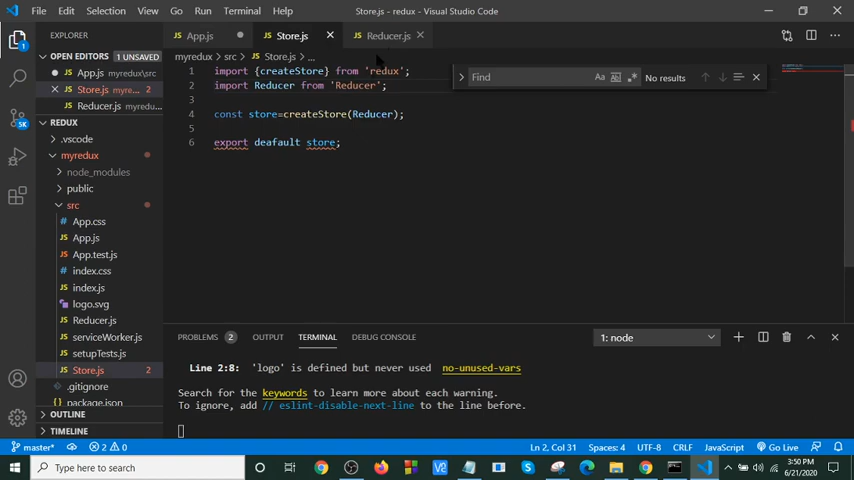 File Edit Selection View Go Run Terminal Help Store.js - redux - Visual Studio Code
EXPLORER
App.js Store.js Reducer.js
OPEN EDITORS 1 UNSAVED
myredux > src > Store.js > ...
App.js myredux\src
Store.js myre... 2
Reducer.js myredu...
Find Aa No results
REDUX
.vscode
myredux
node_modules
public
src
App.css
App.js
App.test.js
index.css
index.js
logo.svg
Reducer.js
serviceWorker.js
setupTests.js
Store.js 2
.gitignore
package.json
OUTLINE
TIMELINE
1 import {createStore} from 'redux';
2 import Reducer from 'Reducer';
3
4 const store=createStore(Reducer);
5
6 export deafault store;
PROBLEMS 2 OUTPUT TERMINAL DEBUG CONSOLE 1: node
Line 2:8: 'logo' is defined but never used no-unused-vars
Search for the keywords to learn more about each warning.
To ignore, add // eslint-disable-next-line to the line before.
master* 2 0 Ln 2, Col 31 Spaces: 4 UTF-8 CRLF JavaScript Go Live
Type here to search
3:50 PM
6/21/2020